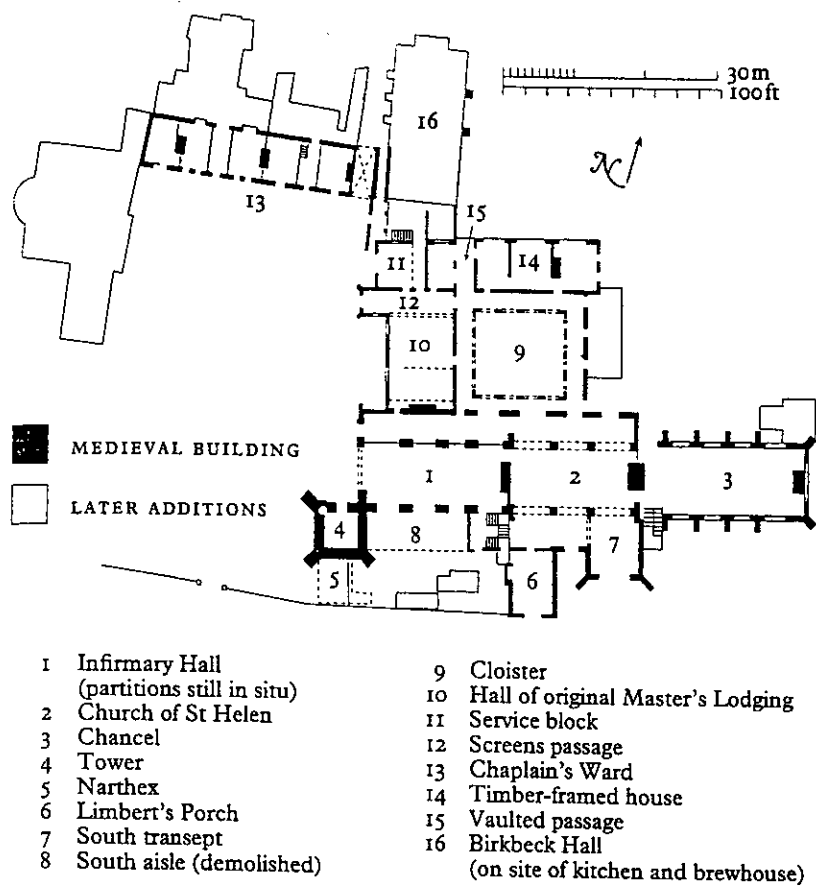 16
30m
100ft
N
13
15
11
14
12
10
9
MEDIEVAL BUILDING
LATER ADDITIONS
1
2
3
4
8
7
5
6
1 Infirmary Hall
(partitions still in situ)
2 Church of St Helen
3 Chancel
4 Tower
5 Narthex
6 Limbert's Porch
7 South transept
8 South aisle (demolished)
9 Cloister
10 Hall of original Master's Lodging
11 Service block
12 Screens passage
13 Chaplain's Ward
14 Timber-framed house
15 Vaulted passage
16 Birkbeck Hall
(on site of kitchen and brewhouse)